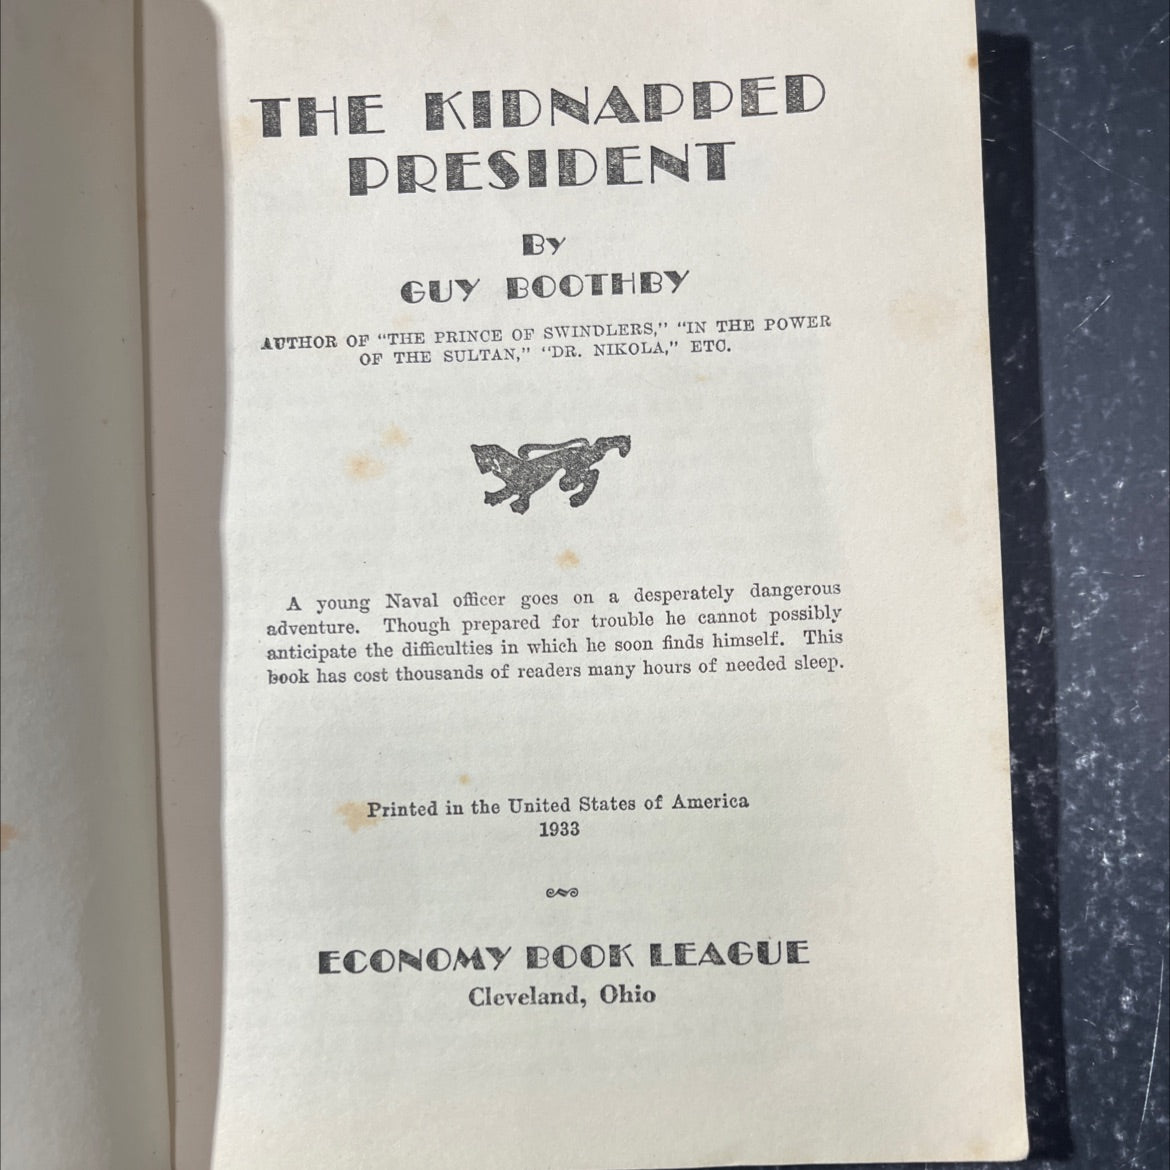 THE KIDNAPPED
PRESIDENT
By
GUY BOOTHBY
AUTHOR OF "THE PRINCE OF SWINDLERS," "IN THE POWER
OF THE SULTAN," "DR. NIKOLA," ETC.
A young Naval officer goes on a desperately dangerous
adventure. Though prepared for trouble he cannot possibly
anticipate the difficulties in which he soon finds himself. This
book has cost thousands of readers many hours of needed sleep.
Printed in the United States of America
1933
ECONOMY BOOK LEAGUE
Cleveland, Ohio